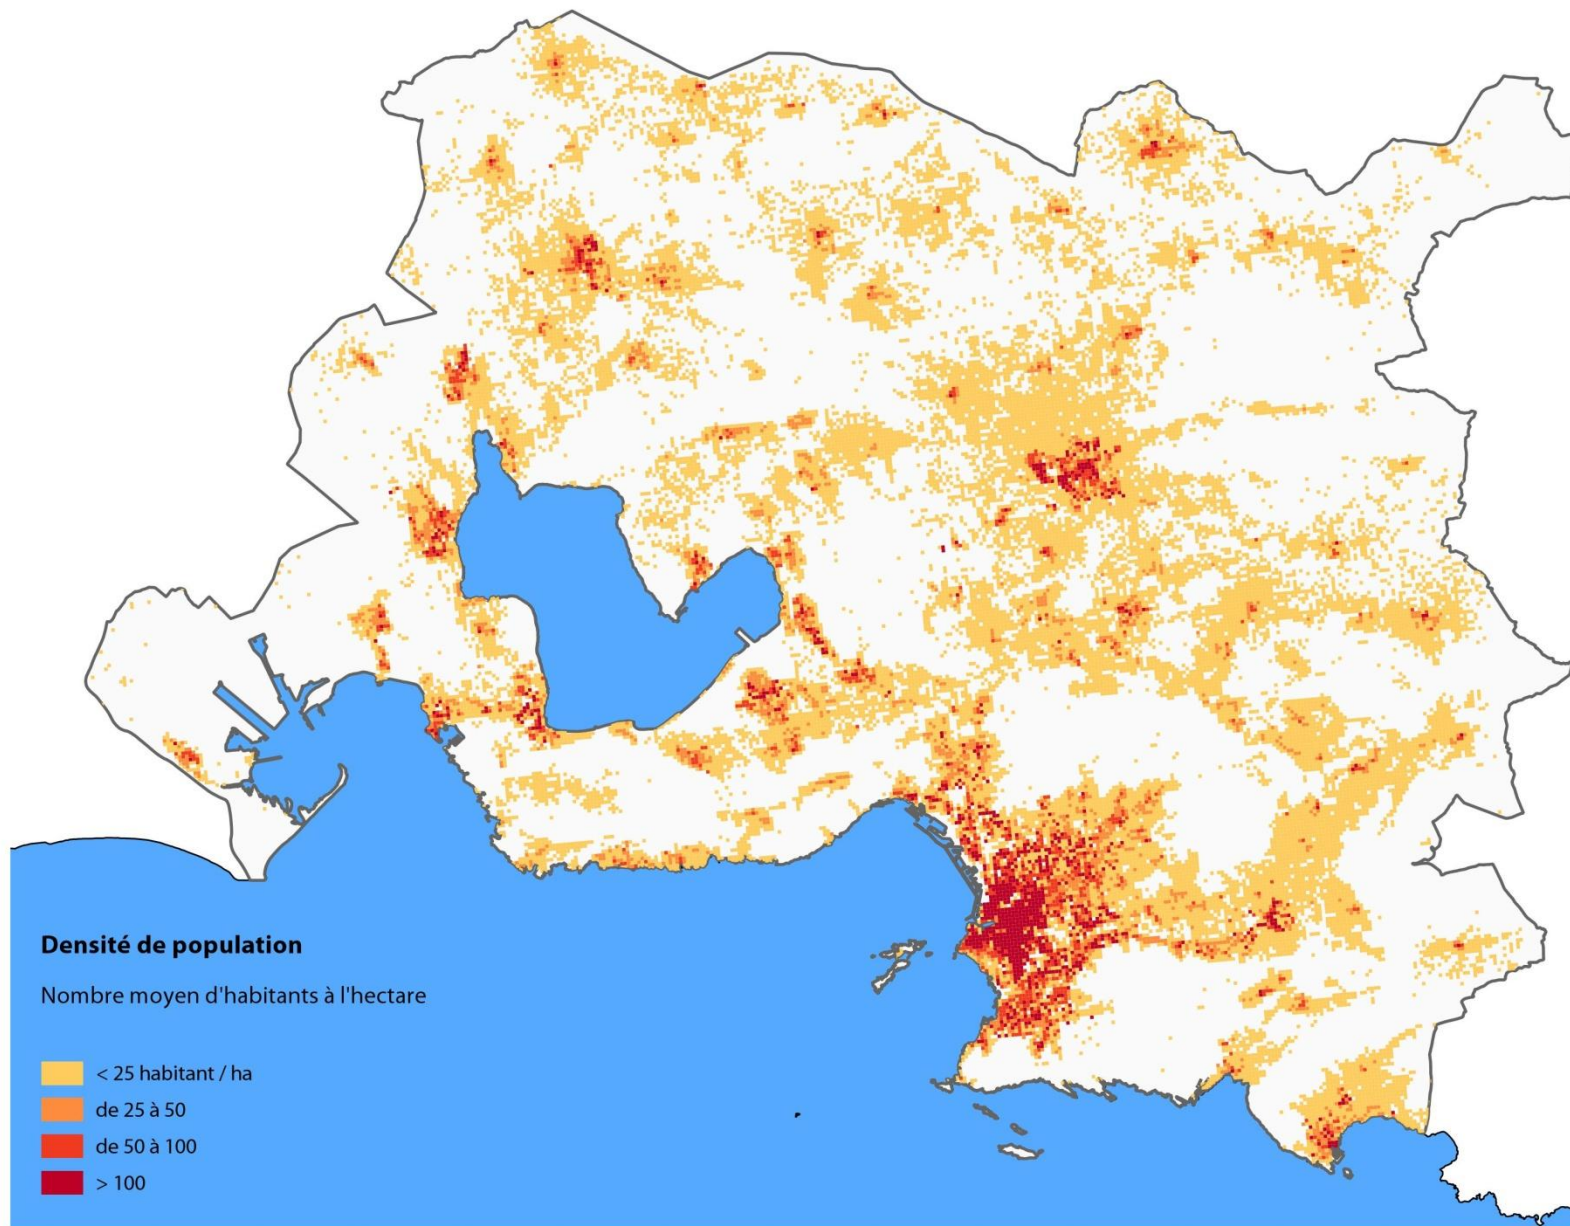 Densité de population
Nombre moyen d'habitants à l'hectare
< 25 habitant / ha
de 25 à 50
de 50 à 100
> 100